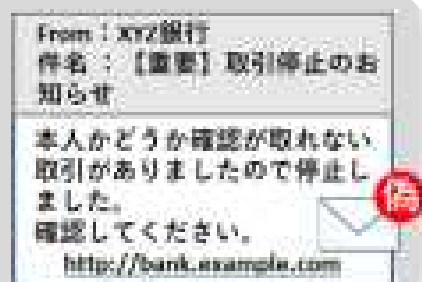 From：XYZ銀行
件名：【重要】取引停止のお
知らせ
本人かどうか確認が取れない
取引がありましたので停止し
ました。
確認してください。
http://bank.example.com
偽